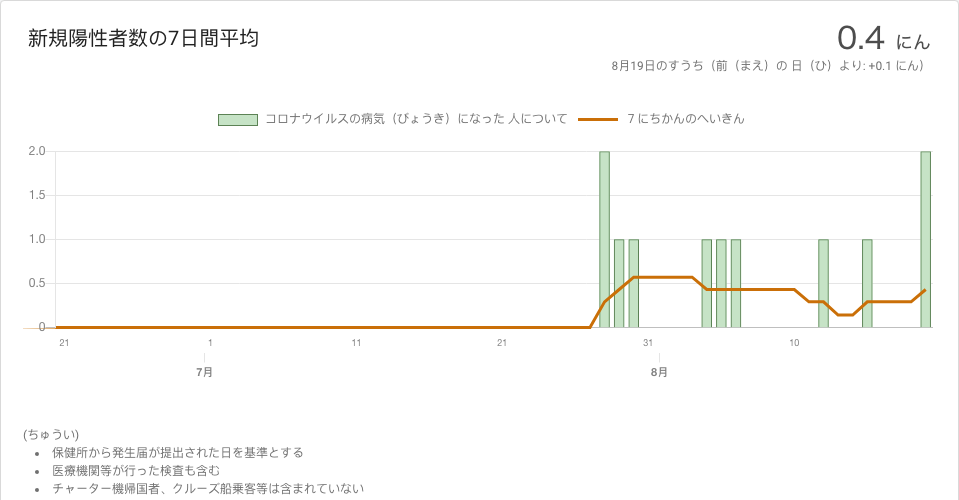 新規陽性者数の7日間平均
0.4 にん
8月19日のすうち（前（まえ）の 日（ひ）より: +0.1 にん）
コロナウイルスの病気（びょうき）になった 人について
7 にちかんのへいきん
2.0
1.5
1.0
0.5
0
21 1 11 21 31 10
7月 8月
(ちゅうい)
• 保健所から発生届が提出された日を基準とする
• 医療機関等が行った検査も含む
• チャーター機帰国者、クルーズ船乗客等は含まれていない